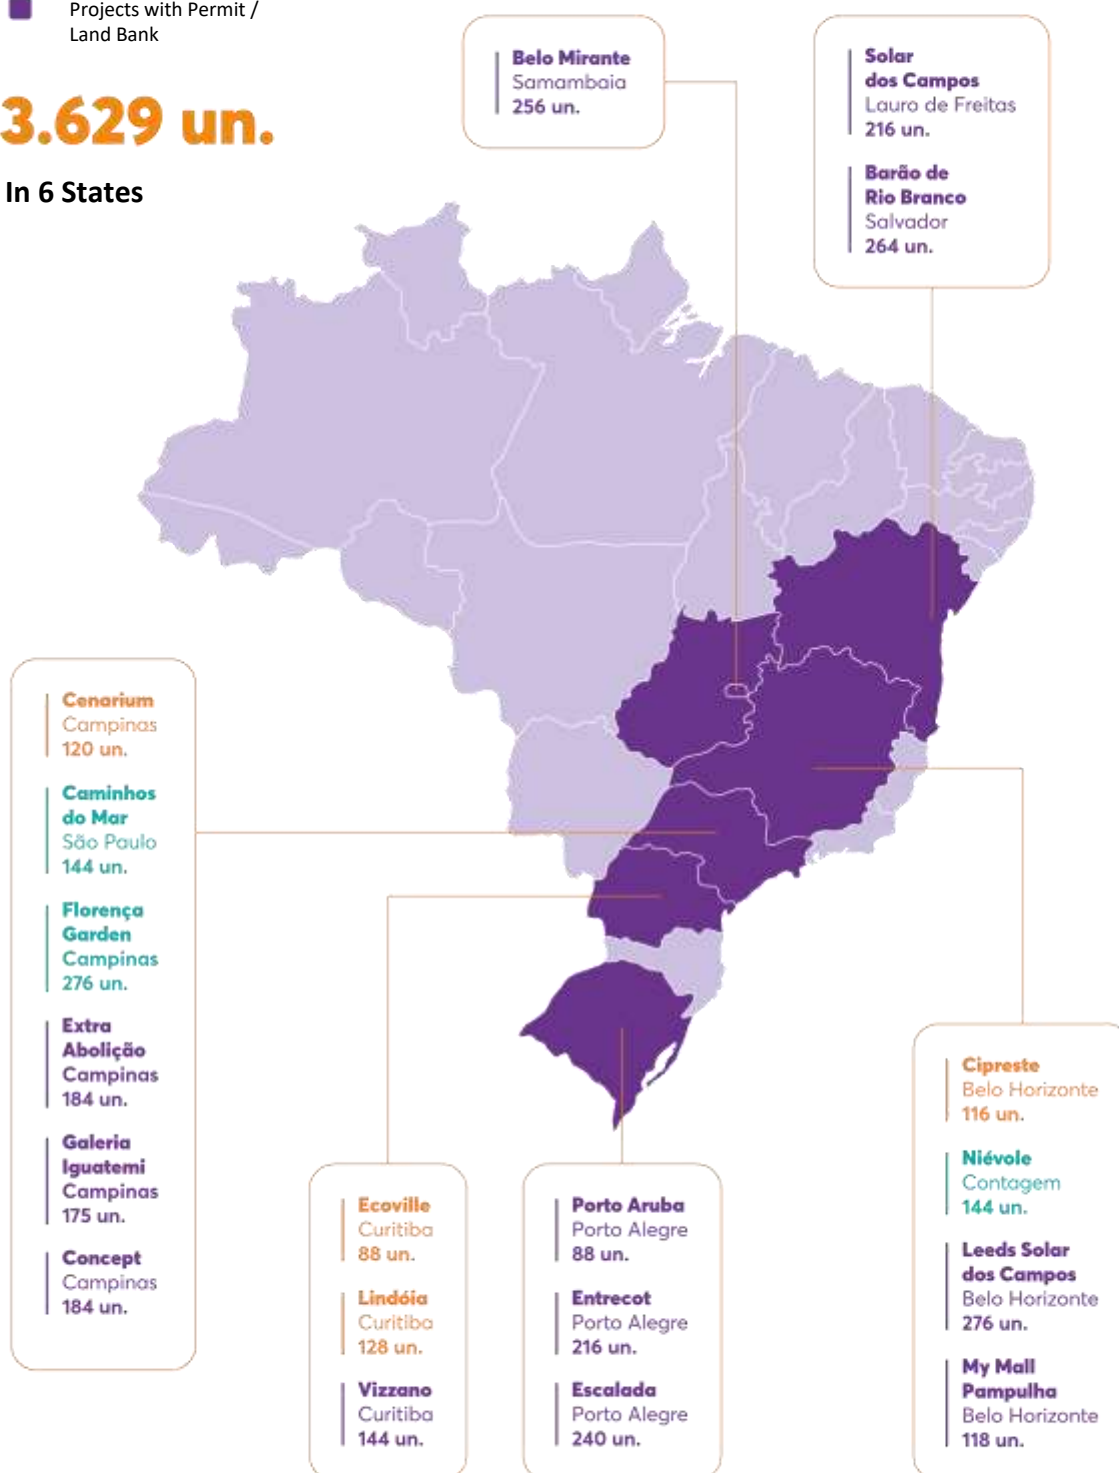 Projects with Permit /
Land Bank
3.629 un.
In 6 States
Belo Mirante
Samambaia
256 un.
Solar
dos Campos
Lauro de Freitas
216 un.
Barão de
Rio Branco
Salvador
264 un.
Cenarium
Campinas
120 un.
Caminhos
do Mar
São Paulo
144 un.
Florença
Garden
Campinas
276 un.
Extra
Abolição
Campinas
184 un.
Galeria
Iguatemi
Campinas
175 un.
Concept
Campinas
184 un.
Ecoville
Curitiba
88 un.
Lindóia
Curitiba
128 un.
Vizzano
Curitiba
144 un.
Porto Aruba
Porto Alegre
88 un.
Entrecot
Porto Alegre
216 un.
Escalada
Porto Alegre
240 un.
Cipreste
Belo Horizonte
116 un.
Niévole
Contagem
144 un.
Leeds Solar
dos Campos
Belo Horizonte
276 un.
My Mall
Pampulha
Belo Horizonte
118 un.